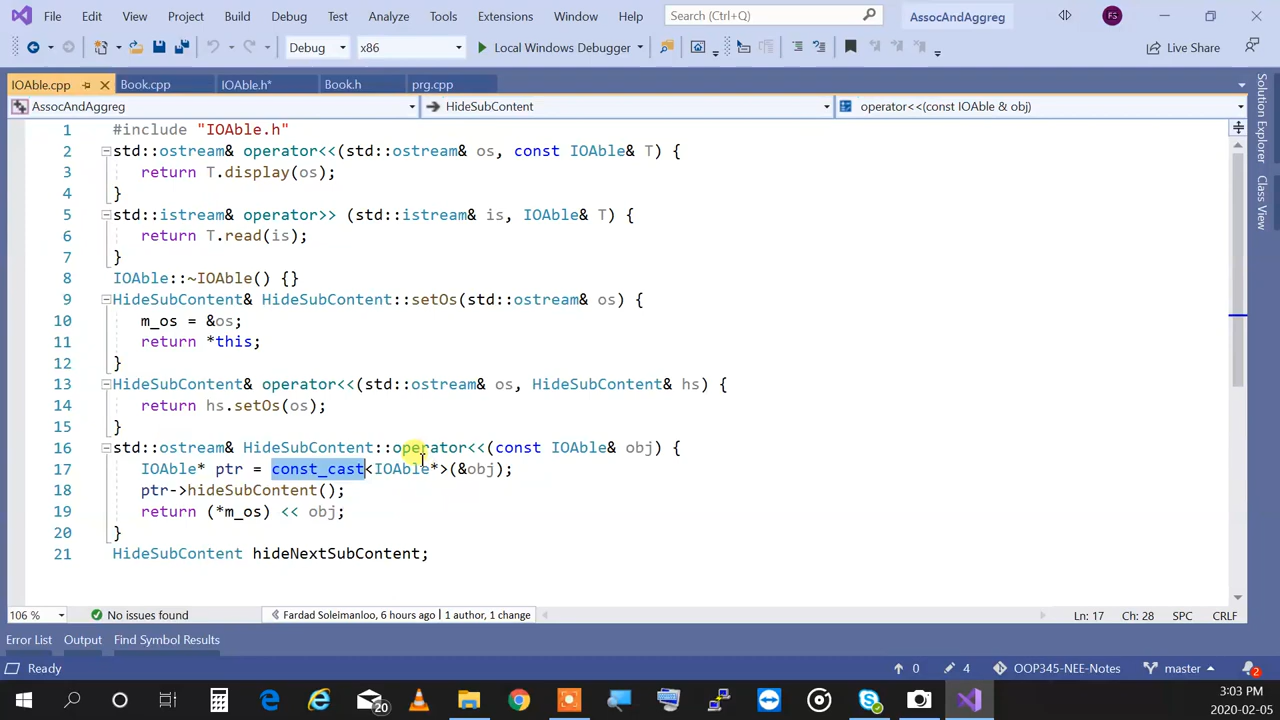 File Edit View Project Build Debug Test Analyze Tools Extensions Window Help Search (Ctrl+Q) AssocAndAggreg FS
Debug x86 Local Windows Debugger Live Share
IOAble.cpp Book.cpp IOAble.h* Book.h prg.cpp
AssocAndAggreg HideSubContent operator<<(const IOAble & obj)
1 #include "IOAble.h"
2 std::ostream& operator<<(std::ostream& os, const IOAble& T) {
3 return T.display(os);
4 }
5 std::istream& operator>> (std::istream& is, IOAble& T) {
6 return T.read(is);
7 }
8 IOAble::~IOAble() {}
9 HideSubContent& HideSubContent::setOs(std::ostream& os) {
10 m_os = &os;
11 return *this;
12 }
13 HideSubContent& operator<<(std::ostream& os, HideSubContent& hs) {
14 return hs.setOs(os);
15 }
16 std::ostream& HideSubContent::operator<<(const IOAble& obj) {
17 IOAble* ptr = const_cast<IOAble*>(&obj);
18 ptr->hideSubContent();
19 return (*m_os) << obj;
20 }
21 HideSubContent hideNextSubContent;
Solution Explorer
Class View
106 % No issues found Fardad Soleimanloo, 6 hours ago | 1 author, 1 change Ln: 17 Ch: 28 SPC CRLF
Error List Output Find Symbol Results
Ready 0 4 OOP345-NEE-Notes master 2
20
3:03 PM
2020-02-05